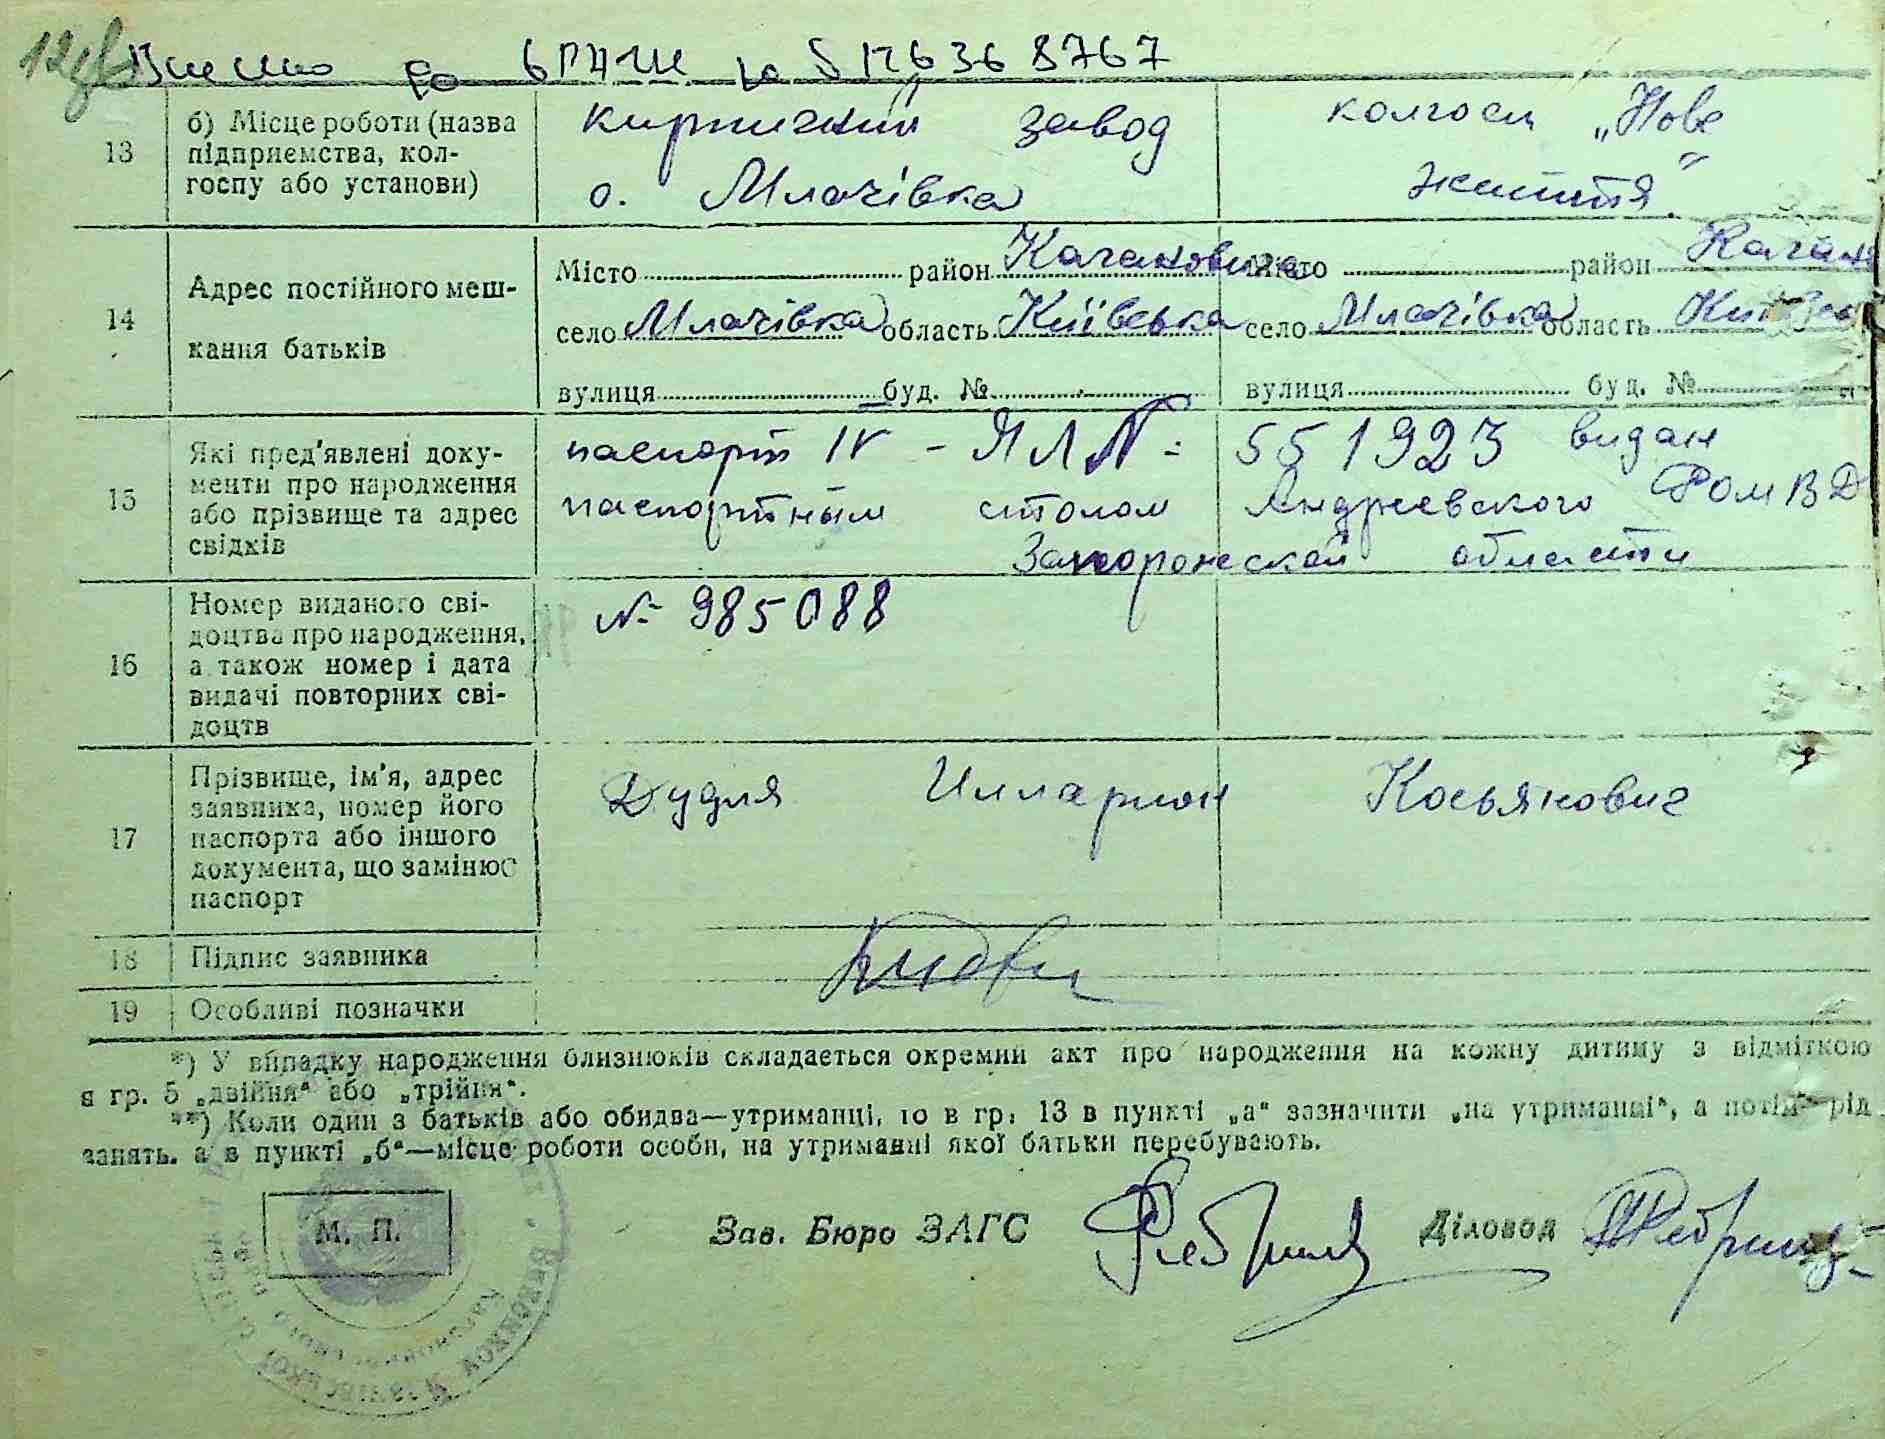 Внесено до
13 б) Місце роботи (назва підприємства, колгоспу або установи)
кирпичний завод колгосп „Нове
с. Млачівка життя".
14 Адрес постійного мешкання батьків
Місто район Кагановича Місто район Каган
село Млачівка область Київська село Млачівка область Київсь
вулиця буд. № вулиця буд. №
15 Які пред'явлені документи про народження або прізвище та адрес свідків
паспорт IV - ЯЛ №: 551923 видан
паспортным столом Андреевского РомВД
Запорожской области
16 Номер виданого свідоцтва про народження, а також номер і дата видачі повторних свідоцтв
№ 985088
17 Прізвище, ім'я, адрес заявника, номер його паспорта або іншого документа, що замінює паспорт
Дудля Илларион Косьянович
18 Підпис заявника
19 Особливі позначки
*) У випадку народження близнюків складається окремий акт про народження на кожну дитину з відміткою
в гр. 5 „двійня" або „трійня".
**) Коли один з батьків або обидва—утриманці, то в гр. 13 в пункті „а" зазначити „на утриманні", а потім рід
занять. а в пункті „б"—місце роботи особи, на утриманні якої батьки перебувають.
М. П. Зав. Бюро ЗАГС Діловод